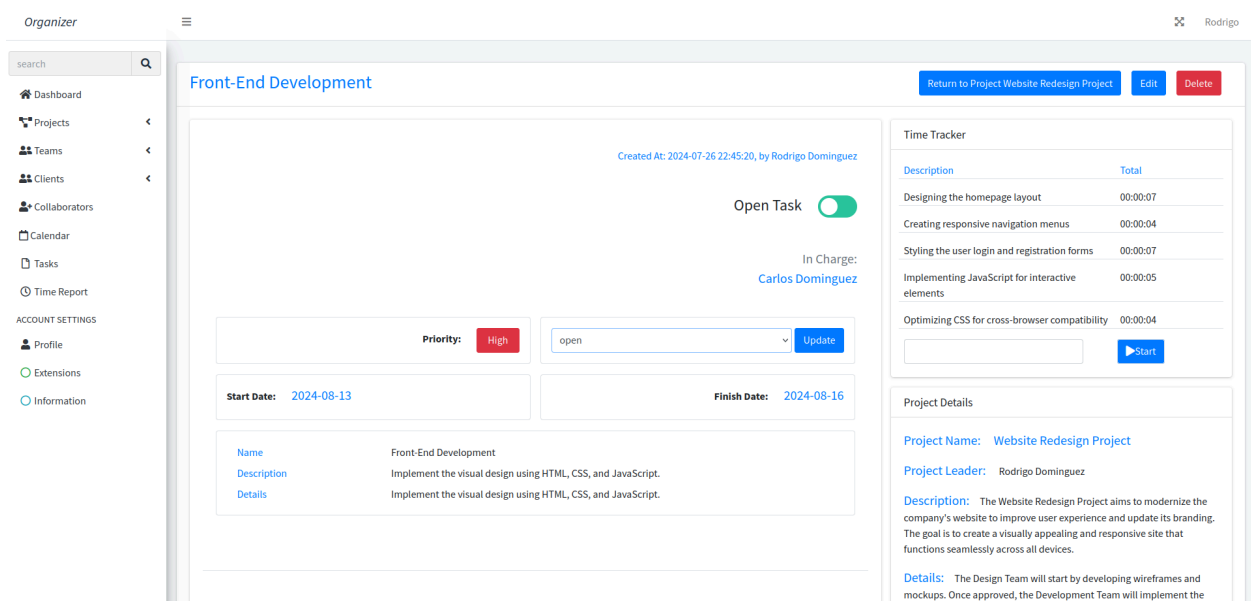 Organizer
Rodrigo
search
Dashboard
Projects
Teams
Clients
Collaborators
Calendar
Tasks
Time Report
ACCOUNT SETTINGS
Profile
Extensions
Information
Front-End Development
Return to Project Website Redesign Project
Edit
Delete
Created At: 2024-07-26 22:45:20, by Rodrigo Dominguez
Open Task
In Charge:
Carlos Dominguez
Priority: High
open
Update
Start Date: 2024-08-13
Finish Date: 2024-08-16
Name Front-End Development
Description Implement the visual design using HTML, CSS, and JavaScript.
Details Implement the visual design using HTML, CSS, and JavaScript.
Time Tracker
Description Total
Designing the homepage layout 00:00:07
Creating responsive navigation menus 00:00:04
Styling the user login and registration forms 00:00:07
Implementing JavaScript for interactive 00:00:05
elements
Optimizing CSS for cross-browser compatibility 00:00:04
Start
Project Details
Project Name: Website Redesign Project
Project Leader: Rodrigo Dominguez
Description: The Website Redesign Project aims to modernize the
company's website to improve user experience and update its branding.
The goal is to create a visually appealing and responsive site that
functions seamlessly across all devices.
Details: The Design Team will start by developing wireframes and
mockups. Once approved, the Development Team will implement the